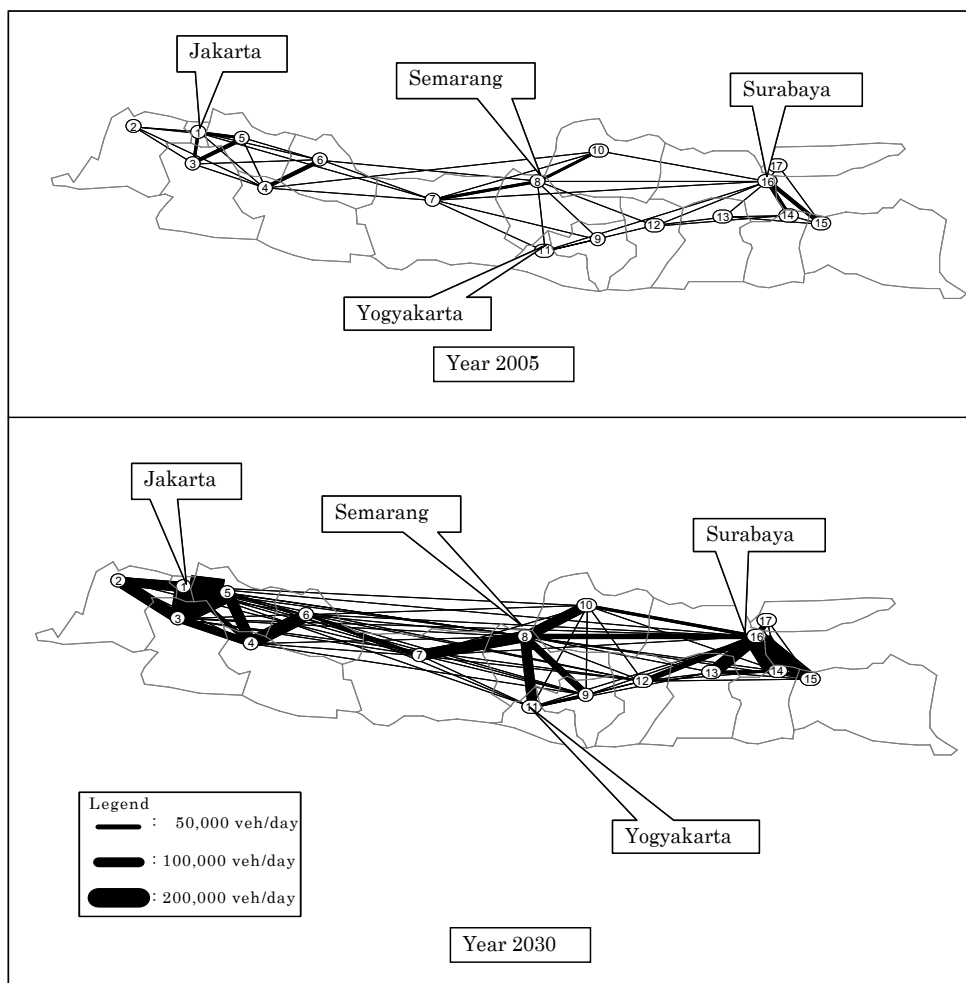 Jakarta
Semarang
Surabaya
2
1
5
3
6
4
10
7
8
17
16
11
9
12
13
14
15
Yogyakarta
Year 2005
Jakarta
Semarang
Surabaya
2
1
5
3
6
4
10
7
8
17
16
11
9
12
13
14
15
Legend
: 50,000 veh/day
: 100,000 veh/day
: 200,000 veh/day
Yogyakarta
Year 2030